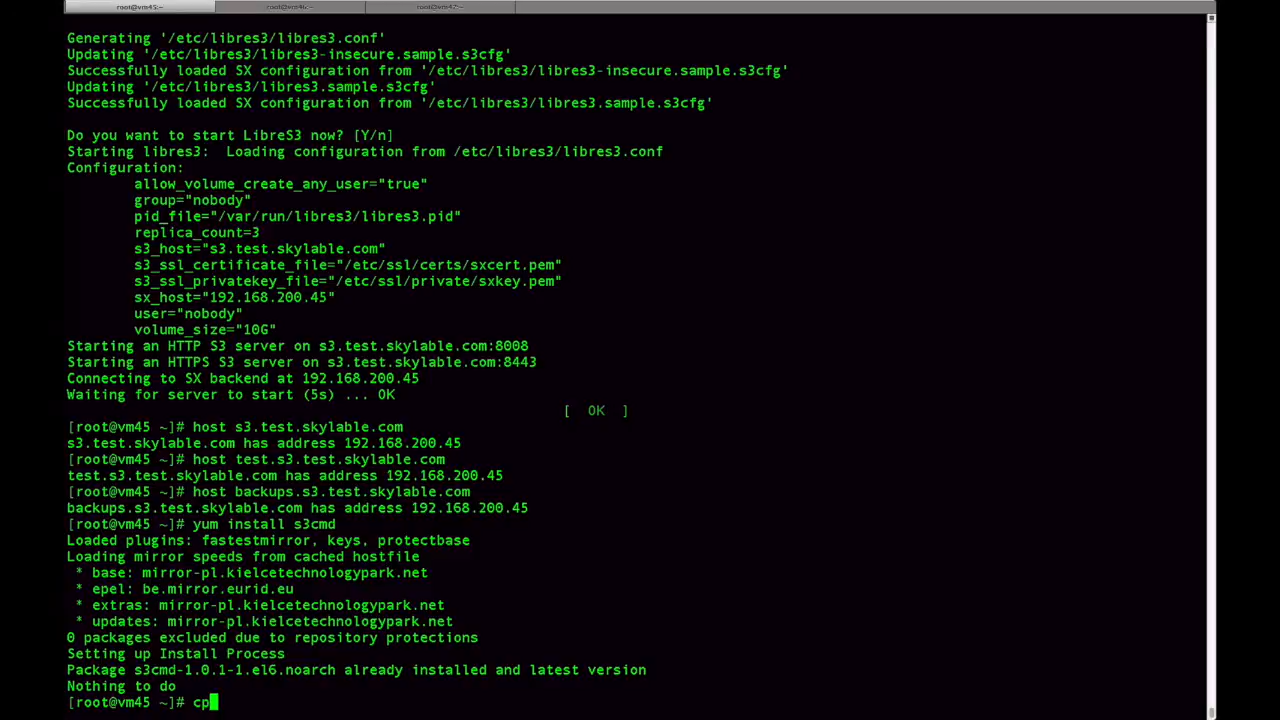 root@vm45:~ root@vm46:~ root@vm47:~
Generating '/etc/libres3/libres3.conf'
Updating '/etc/libres3/libres3-insecure.sample.s3cfg'
Successfully loaded SX configuration from '/etc/libres3/libres3-insecure.sample.s3cfg'
Updating '/etc/libres3/libres3.sample.s3cfg'
Successfully loaded SX configuration from '/etc/libres3/libres3.sample.s3cfg'
Do you want to start LibreS3 now? [Y/n]
Starting libres3:  Loading configuration from /etc/libres3/libres3.conf
Configuration:
        allow_volume_create_any_user="true"
        group="nobody"
        pid_file="/var/run/libres3/libres3.pid"
        replica_count=3
        s3_host="s3.test.skylable.com"
        s3_ssl_certificate_file="/etc/ssl/certs/sxcert.pem"
        s3_ssl_privatekey_file="/etc/ssl/private/sxkey.pem"
        sx_host="192.168.200.45"
        user="nobody"
        volume_size="10G"
Starting an HTTP S3 server on s3.test.skylable.com:8008
Starting an HTTPS S3 server on s3.test.skylable.com:8443
Connecting to SX backend at 192.168.200.45
Waiting for server to start (5s) ... OK
[  OK  ]
[root@vm45 ~]# host s3.test.skylable.com
s3.test.skylable.com has address 192.168.200.45
[root@vm45 ~]# host test.s3.test.skylable.com
test.s3.test.skylable.com has address 192.168.200.45
[root@vm45 ~]# host backups.s3.test.skylable.com
backups.s3.test.skylable.com has address 192.168.200.45
[root@vm45 ~]# yum install s3cmd
Loaded plugins: fastestmirror, keys, protectbase
Loading mirror speeds from cached hostfile
 * base: mirror-pl.kielcetechnologypark.net
 * epel: be.mirror.eurid.eu
 * extras: mirror-pl.kielcetechnologypark.net
 * updates: mirror-pl.kielcetechnologypark.net
0 packages excluded due to repository protections
Setting up Install Process
Package s3cmd-1.0.1-1.el6.noarch already installed and latest version
Nothing to do
[root@vm45 ~]# cp